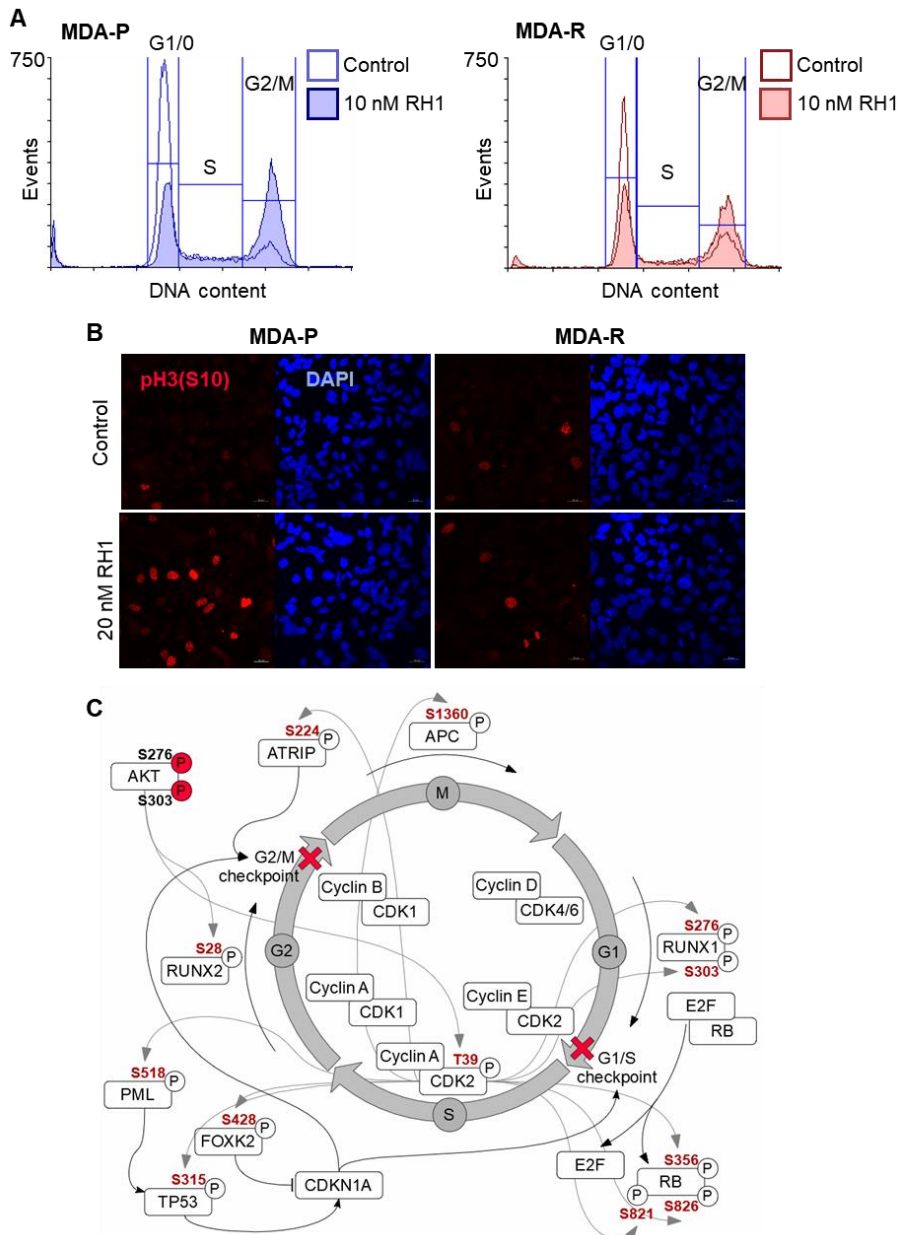 A
MDA-P
750
Events
G1/0
S
G2/M
Control
10 nM RH1
DNA content
MDA-R
750
Events
G1/0
S
G2/M
Control
10 nM RH1
DNA content
B
MDA-P
MDA-R
pH3(S10)
DAPI
Control
20 nM RH1
C
S1360
APC
P
S224
ATRIP
P
S276
AKT
P
P
S303
M
G2/M
checkpoint
Cyclin B
CDK1
Cyclin D
CDK4/6
S28
RUNX2
P
G2
G1
S276
RUNX1
P
P
S303
Cyclin A
CDK1
Cyclin E
CDK2
E2F
RB
Cyclin A
T39
CDK2
P
G1/S
checkpoint
S518
PML
P
S
S428
FOXK2
P
S315
TP53
P
CDKN1A
E2F
S356
RB
P
P
P
S821
S826